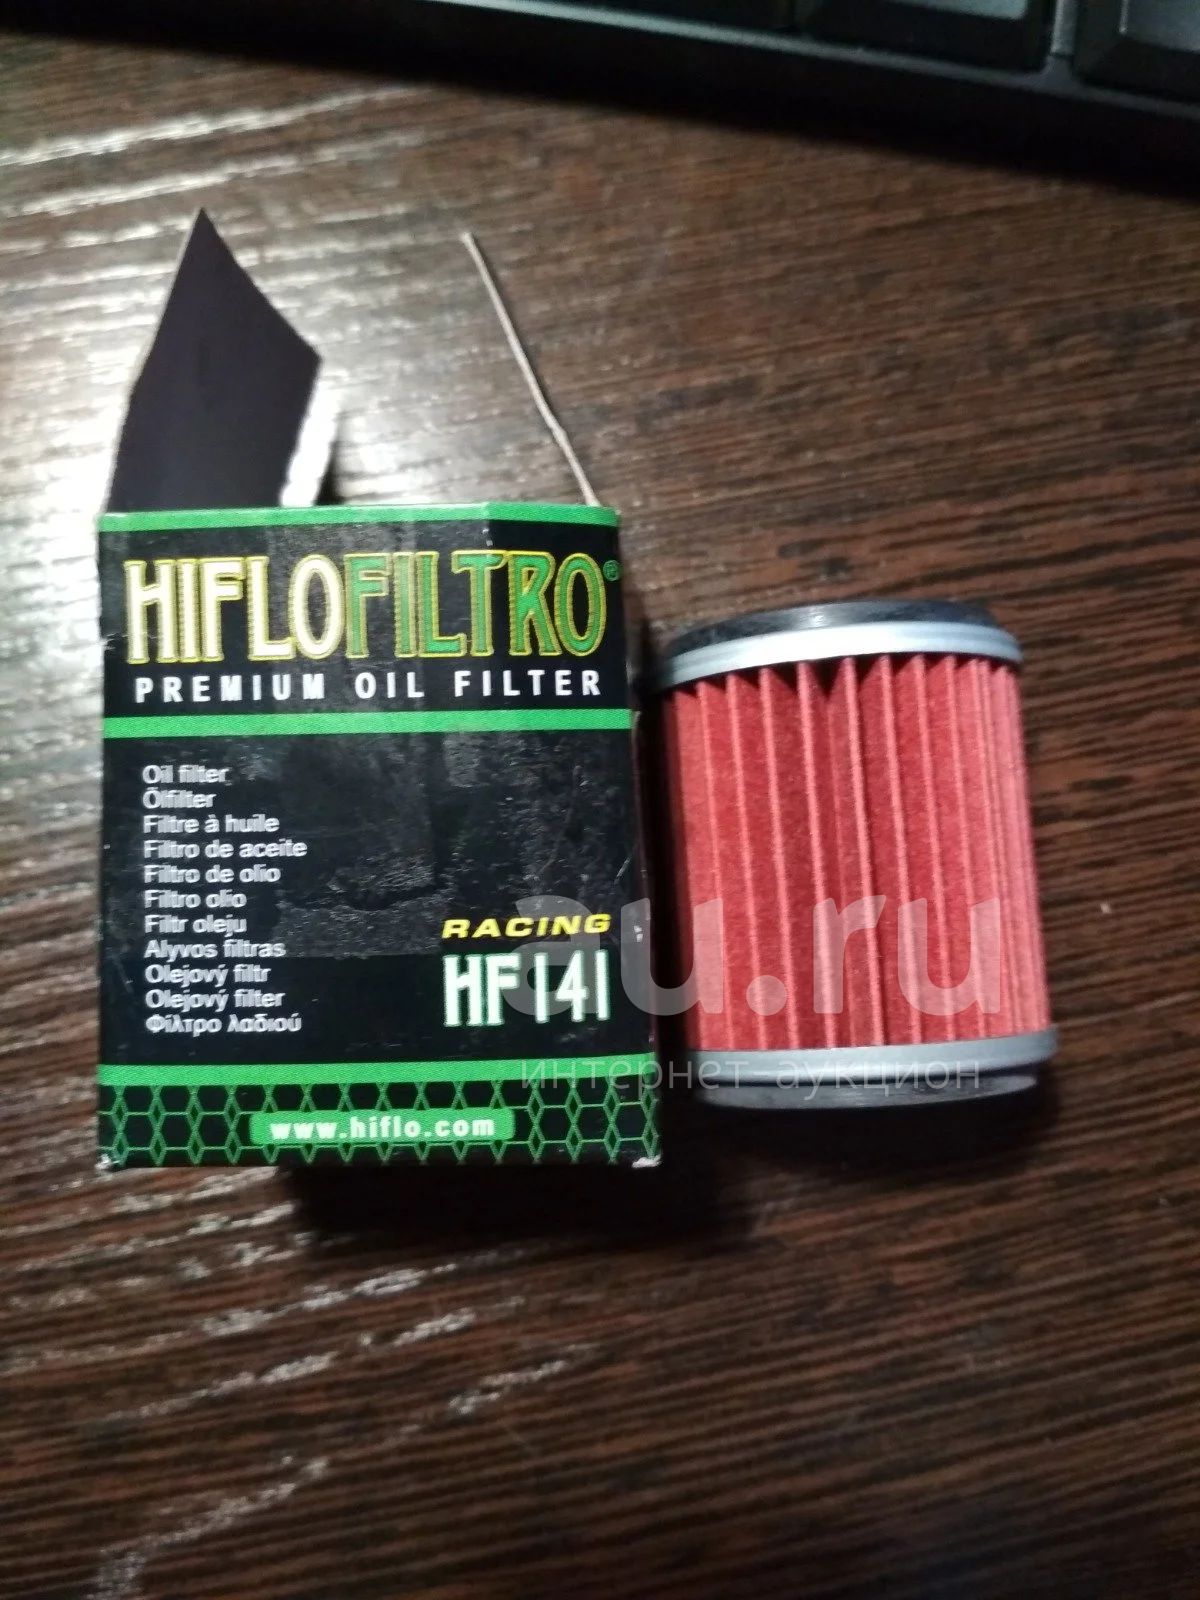 HIFLOFILTRO®
PREMIUM OIL FILTER
Oil filter
Ölfilter
Filtre à huile
Filtro de aceite
Filtro de olio
Filtro olio
Filtr oleju
Alyvos filtras
Olejový filtr
Olejový filter
Φίλτρο λαδιού
RACING
HF141
www.hiflo.com
au.ru
интернет аукцион